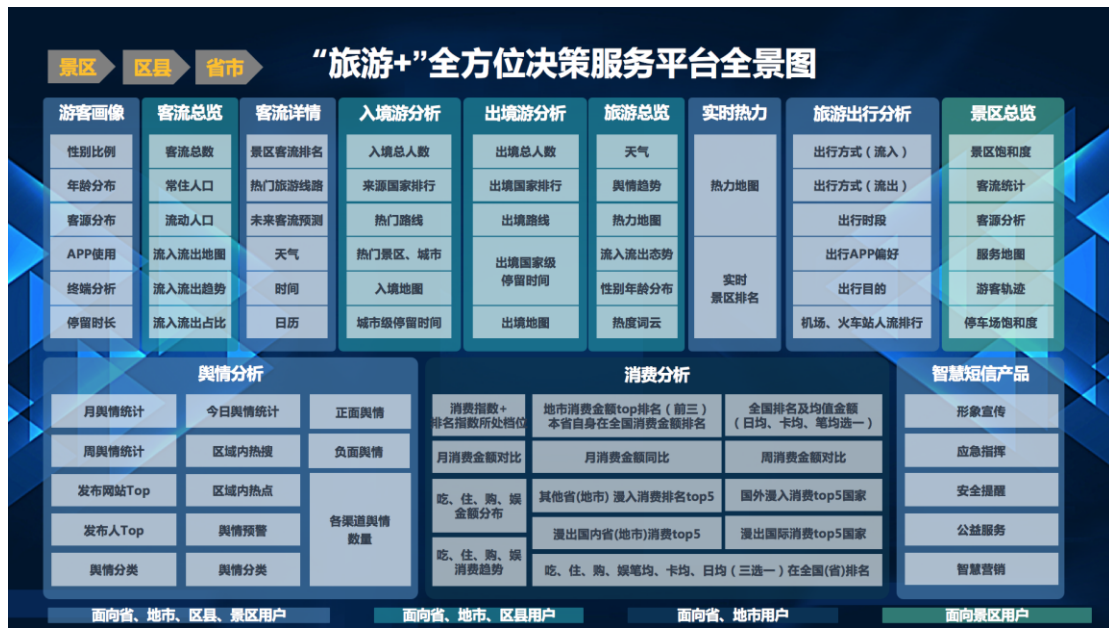 景区 区县 省市
“旅游+”全方位决策服务平台全景图
游客画像
性别比例
年龄分布
客源分布
APP使用
终端分析
停留时长
客流总览
客流总数
常住人口
流动人口
流入流出地图
流入流出趋势
流入流出占比
客流详情
景区客流排名
热门旅游线路
未来客流预测
天气
时间
日历
入境游分析
入境总人数
来源国家排行
热门路线
热门景区、城市
入境地图
城市级停留时间
出境游分析
出境总人数
出境国家排行
出境路线
出境国家级
停留时间
出境地图
旅游总览
天气
舆情趋势
热力地图
流入流出态势
性别年龄分布
热度词云
实时热力
热力地图
实时
景区排名
旅游出行分析
出行方式（流入）
出行方式（流出）
出行时段
出行APP偏好
出行目的
机场、火车站人流排行
景区总览
景区饱和度
客流统计
客源分析
服务地图
游客轨迹
停车场饱和度
舆情分析
月舆情统计
周舆情统计
发布网站Top
发布人Top
舆情分类
今日舆情统计
区域内热搜
区域内热点
舆情预警
舆情分类
正面舆情
负面舆情
各渠道舆情
数量
消费分析
消费指数+
排名指数所处档位
地市消费金额top排名（前三）
本省自身在全国消费金额排名
全国排名及均值金额
（日均、卡均、笔均选一）
月消费金额对比
月消费金额同比
周消费金额对比
吃、住、购、娱
金额分布
其他省(地市) 漫入消费排名top5
国外漫入消费top5国家
漫出国内省(地市)消费top5
漫出国际消费top5国家
吃、住、购、娱
消费趋势
吃、住、购、娱笔均、卡均、日均（三选一）在全国(省)排名
智慧短信产品
形象宣传
应急指挥
安全提醒
公益服务
智慧营销
面向省、地市、区县、景区用户
面向省、地市、区县用户
面向省、地市用户
面向景区用户